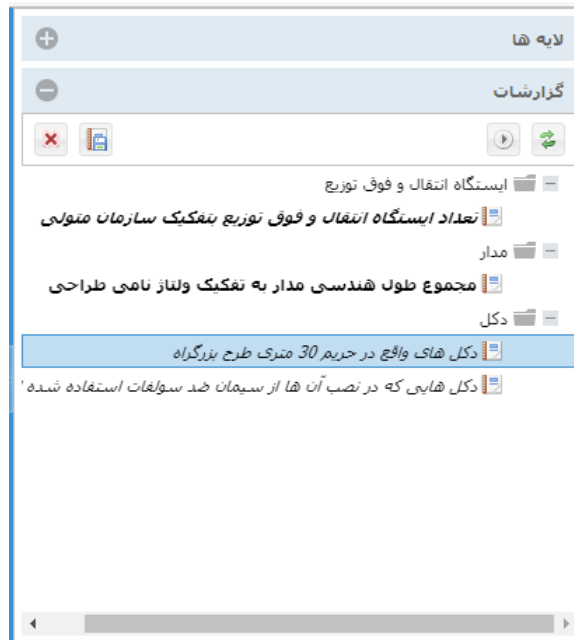 لایه ها
گزارشات
ایستگاه انتقال و فوق توزیع
تعداد ایستگاه انتقال و فوق توزیع بتفکیک سازمان متولی
مدار
مجموع طول هندسی مدار به تفکیک ولتاژ نامی طراحی
دکل
دکل های واقع در حریم 30 متری طرح بزرگراه
دکل هایی که در نصب آن ها از سیمان ضد سولفات استفاده شده